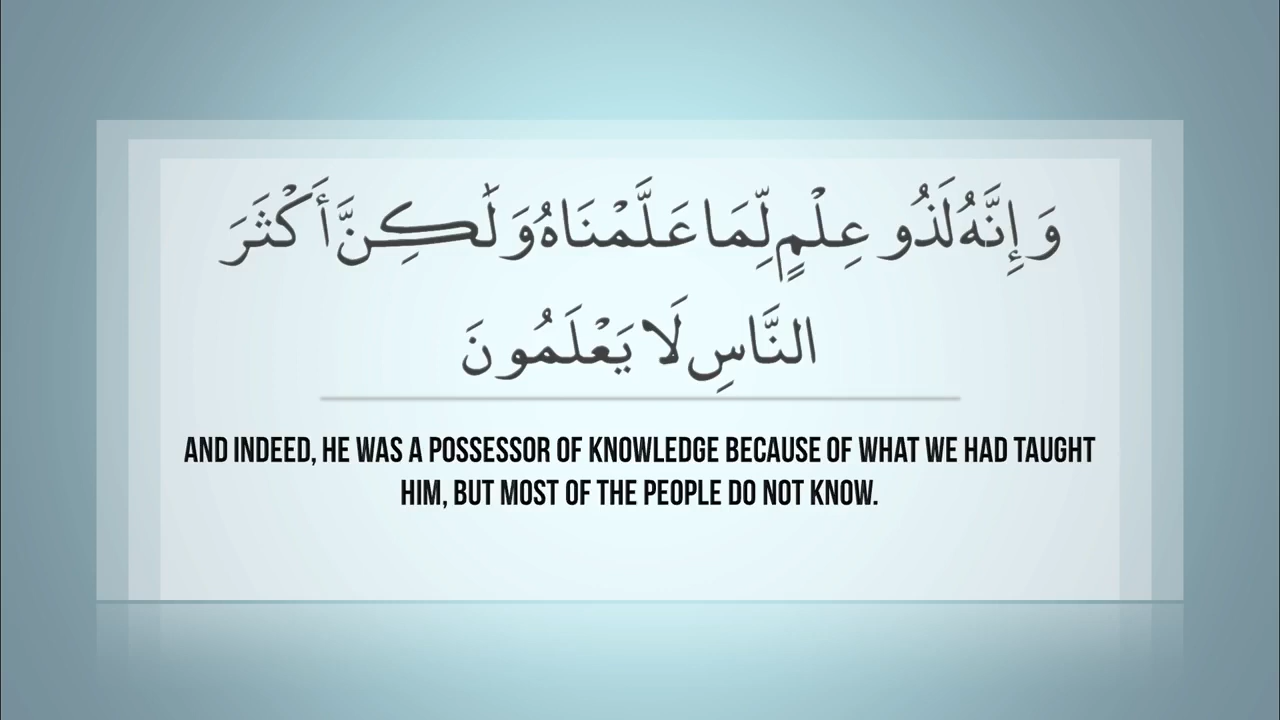 وَإِنَّهُ لَذُو عِلْمٍ لِّمَا عَلَّمْنَاهُ وَلَٰكِنَّ أَكْثَرَ
النَّاسِ لَا يَعْلَمُونَ
AND INDEED, HE WAS A POSSESSOR OF KNOWLEDGE BECAUSE OF WHAT WE HAD TAUGHT
HIM, BUT MOST OF THE PEOPLE DO NOT KNOW.